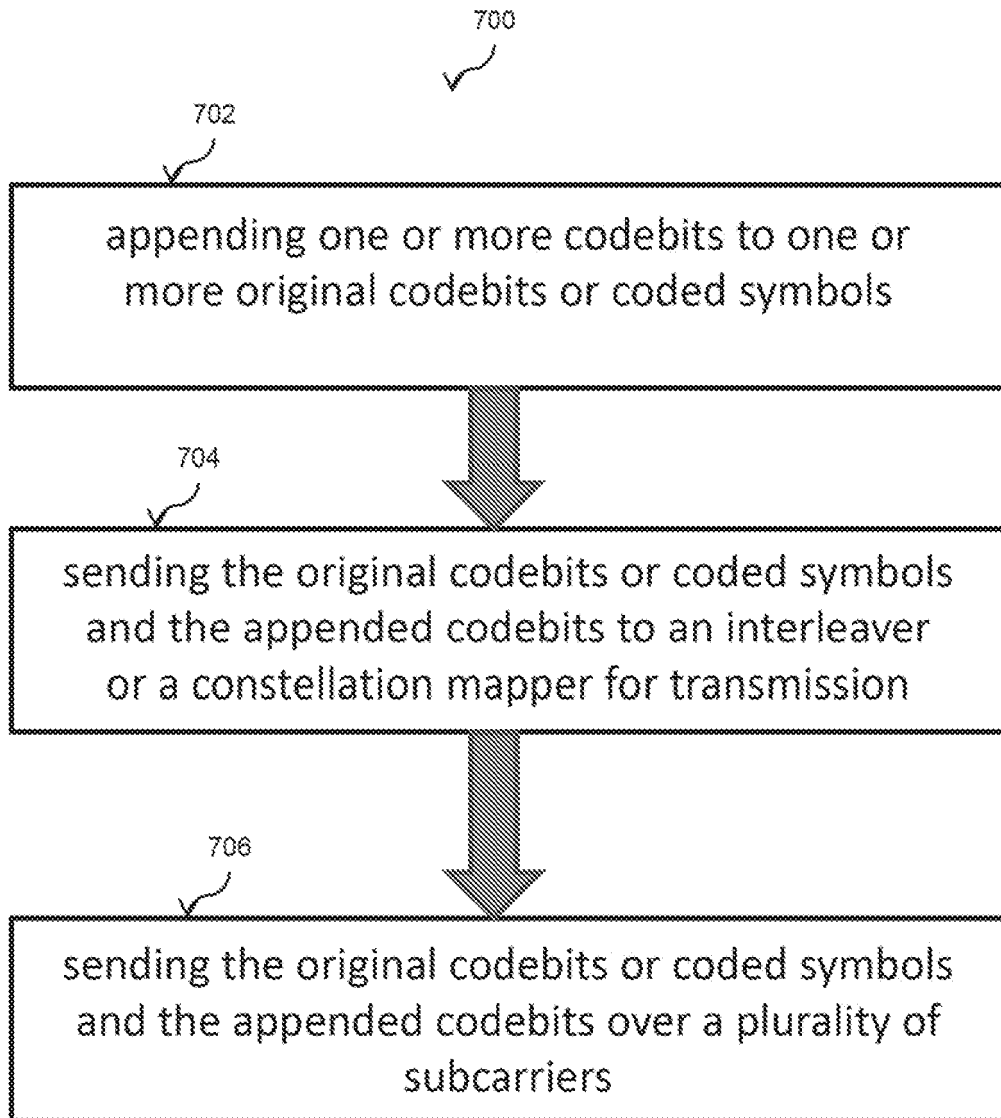 700
702
appending one or more codebits to one or
more original codebits or coded symbols
704
sending the original codebits or coded symbols
and the appended codebits to an interleaver
or a constellation mapper for transmission
706
sending the original codebits or coded symbols
and the appended codebits over a plurality of
subcarriers